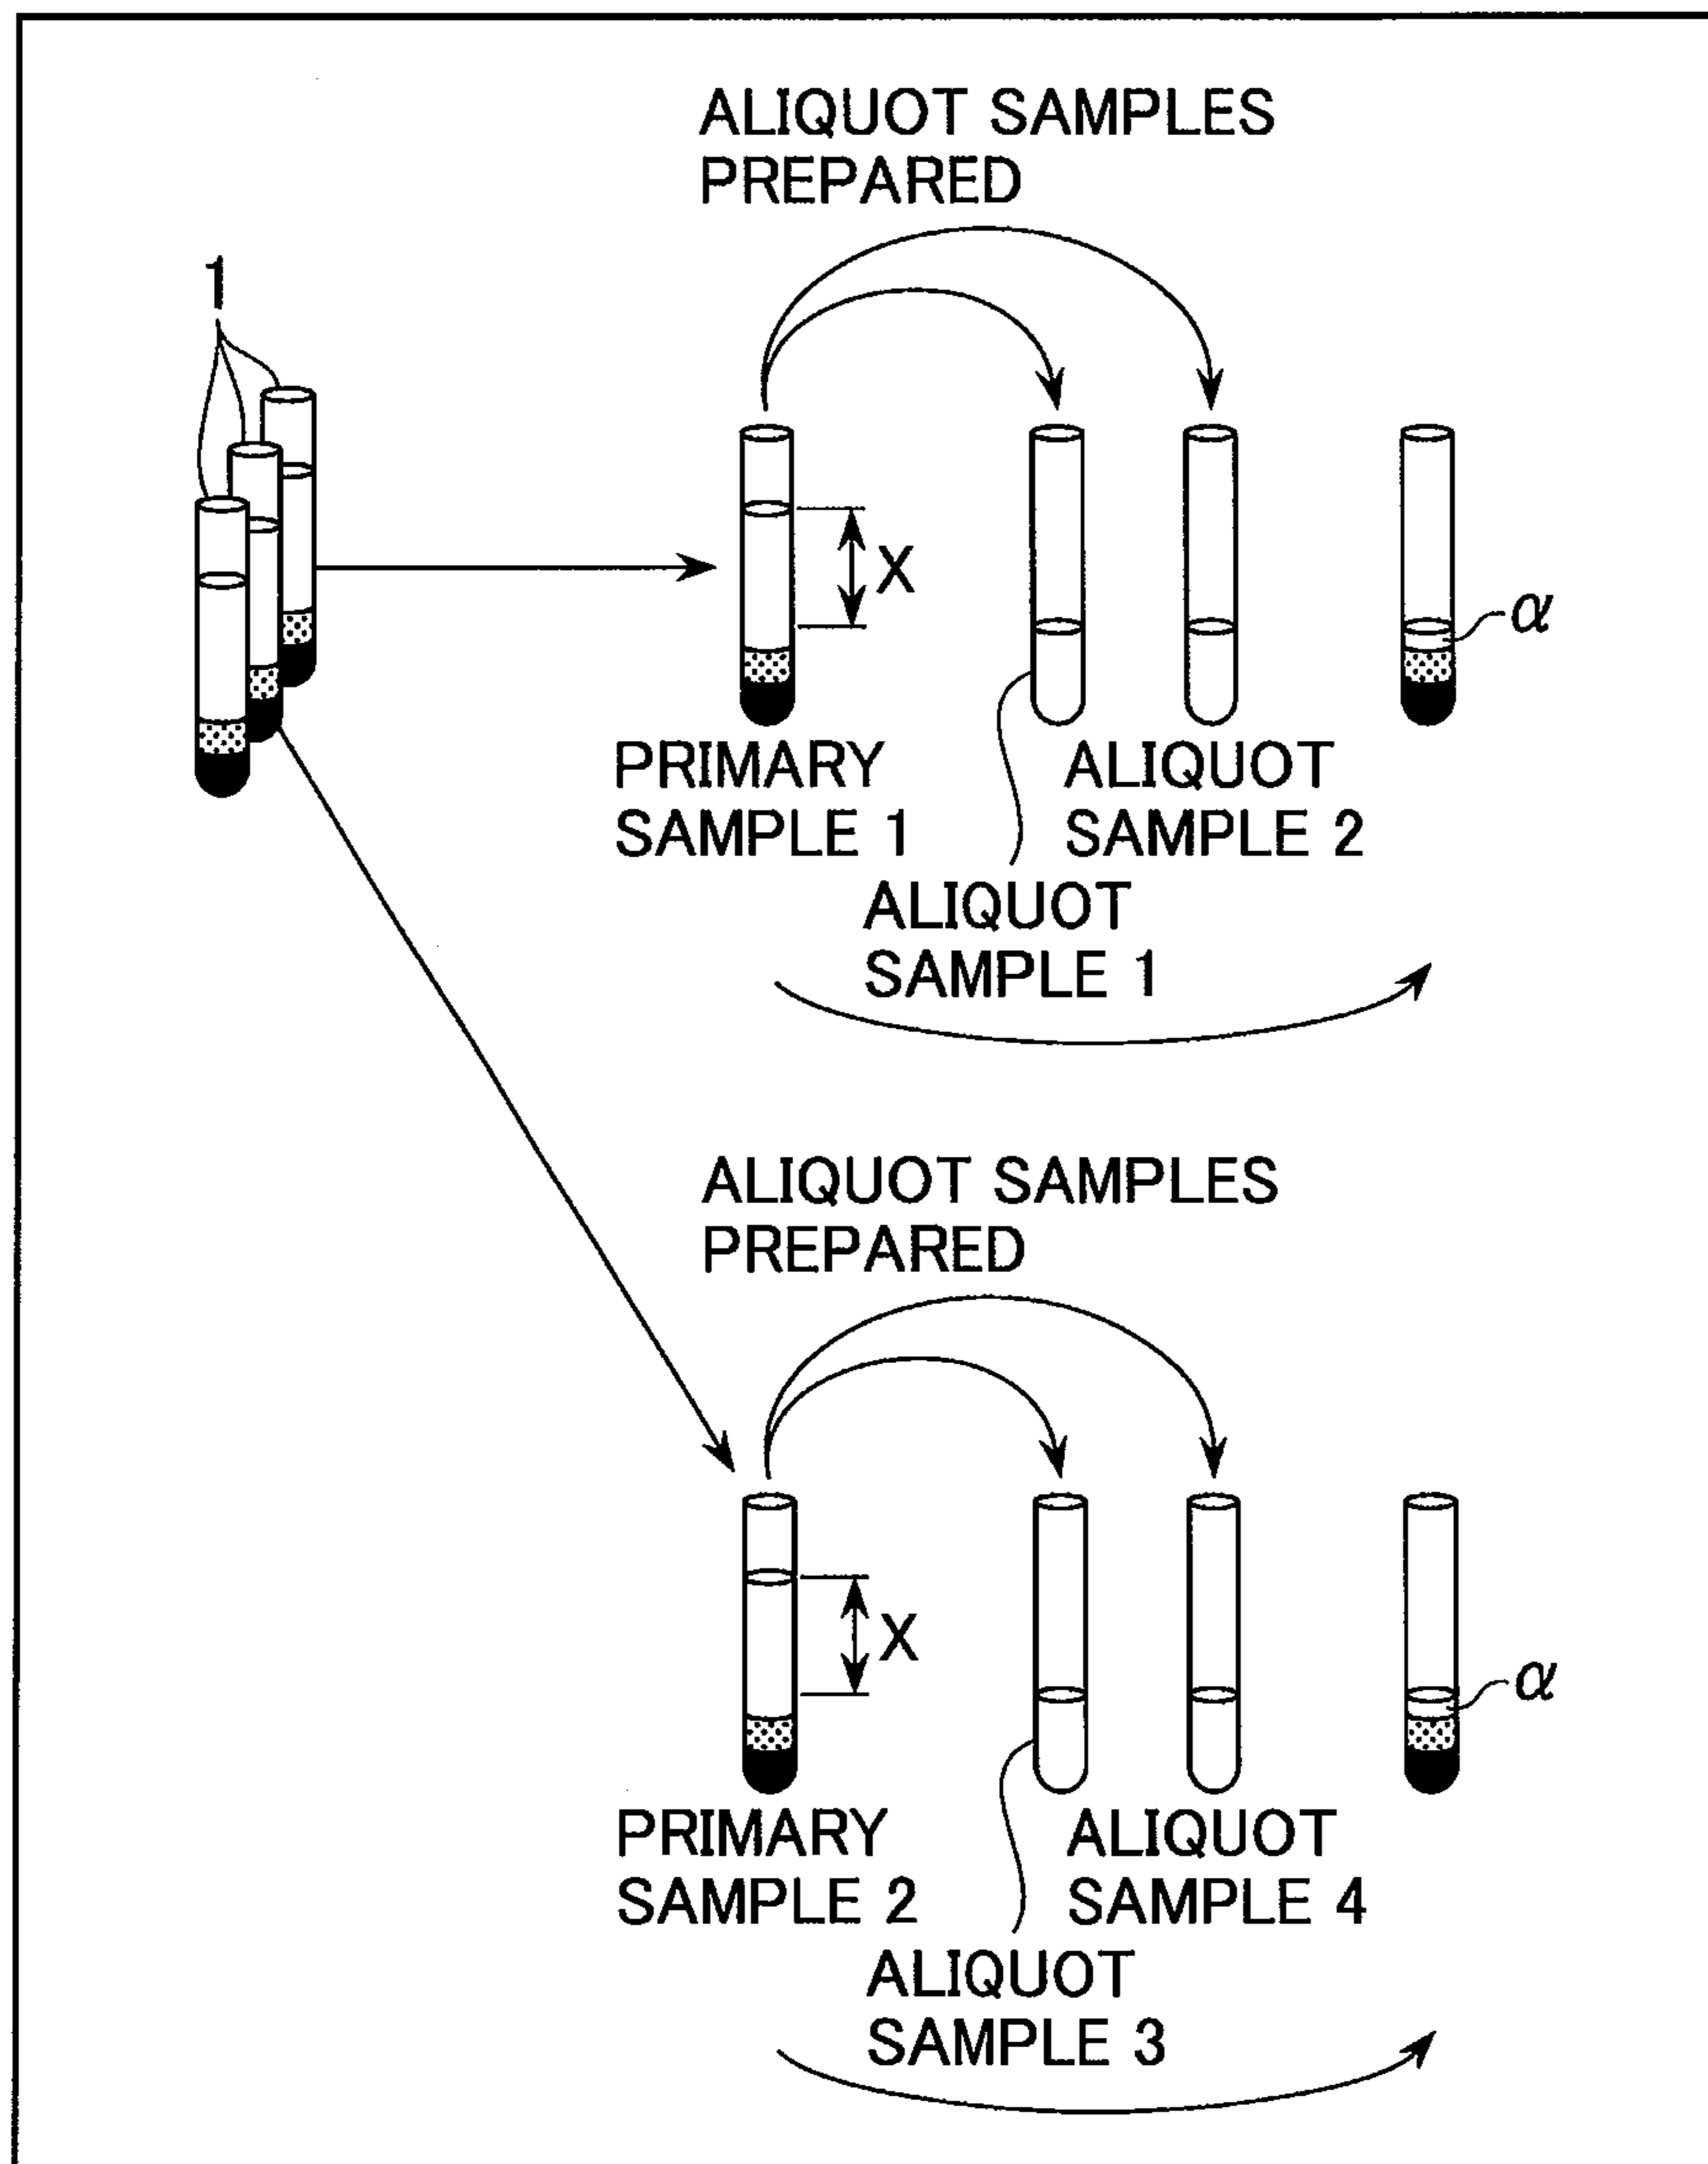 ALIQUOT SAMPLES
PREPARED
1
X
α
PRIMARY
SAMPLE 1
ALIQUOT
SAMPLE 2
ALIQUOT
SAMPLE 1
ALIQUOT SAMPLES
PREPARED
X
α
PRIMARY
SAMPLE 2
ALIQUOT
SAMPLE 4
ALIQUOT
SAMPLE 3